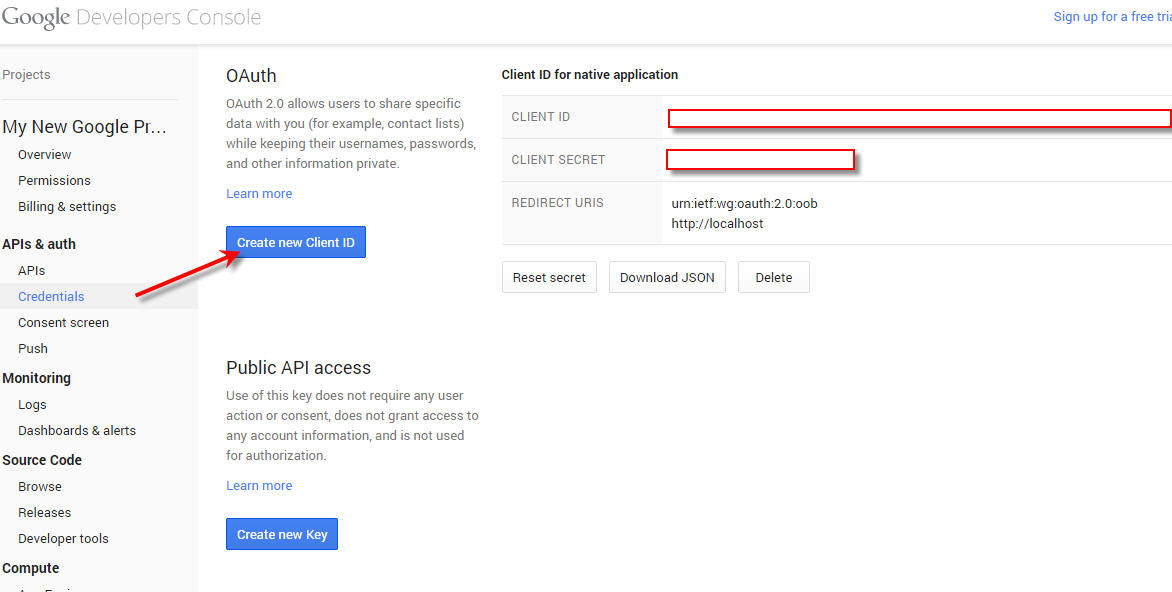 Google Developers Console
Sign up for a free tria
Projects
My New Google Pr...
Overview
Permissions
Billing & settings
APIs & auth
APIs
Credentials
Consent screen
Push
Monitoring
Logs
Dashboards & alerts
Source Code
Browse
Releases
Developer tools
Compute
OAuth
OAuth 2.0 allows users to share specific
data with you (for example, contact lists)
while keeping their usernames, passwords,
and other information private.
Learn more
Create new Client ID
Public API access
Use of this key does not require any user
action or consent, does not grant access to
any account information, and is not used
for authorization.
Learn more
Create new Key
Client ID for native application
CLIENT ID
CLIENT SECRET
REDIRECT URIS
urn:ietf:wg:oauth:2.0:oob
http://localhost
Reset secret
Download JSON
Delete